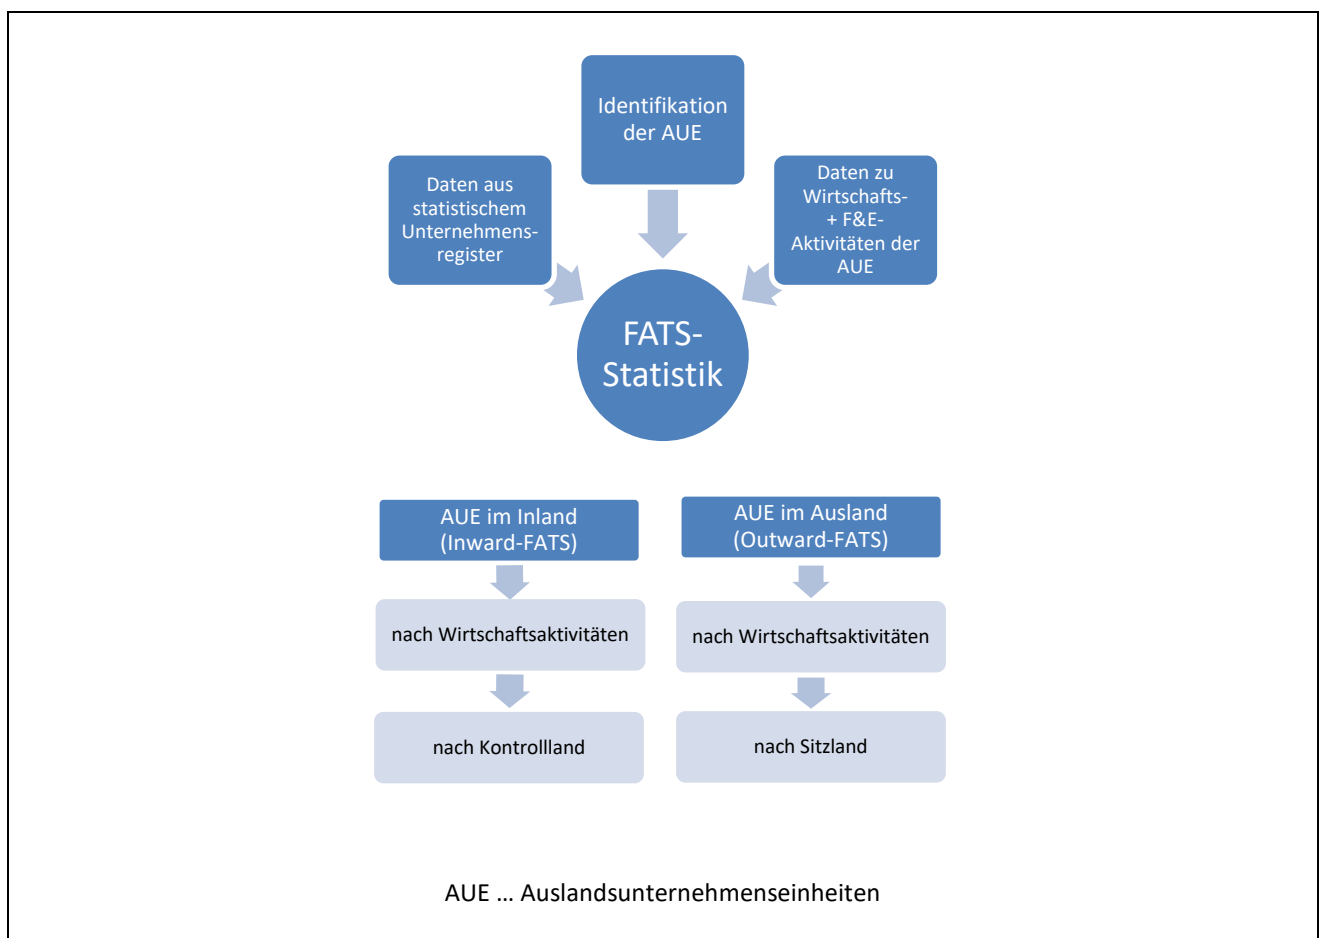 Identifikation
der AUE
Daten aus
statistischem
Unternehmens-
register
Daten zu
Wirtschafts-
+ F&E-
Aktivitäten der
AUE
FATS-
Statistik
AUE im Inland
(Inward-FATS)
AUE im Ausland
(Outward-FATS)
nach Wirtschaftsaktivitäten
nach Wirtschaftsaktivitäten
nach Kontrollland
nach Sitzland
AUE ... Auslandsunternehmenseinheiten